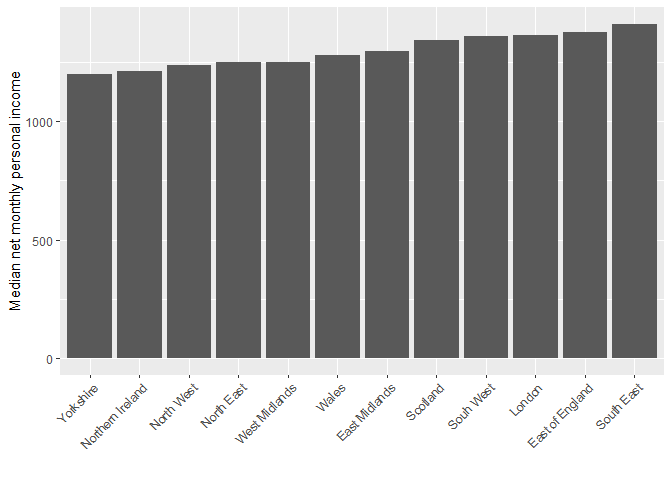 Median net monthly personal income
1000
500
0
Yorkshire
Northern Ireland
North West
North East
West Midlands
Wales
East Midlands
Scotland
Souh West
London
East of England
South East